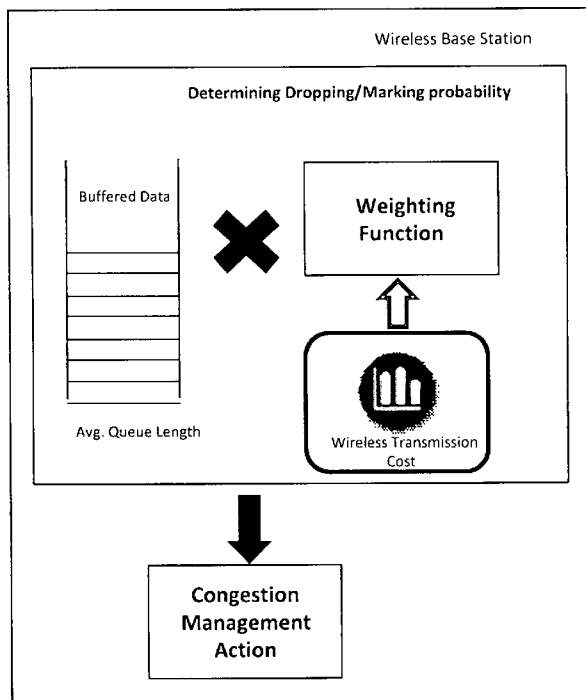 Wireless Base Station
Determining Dropping/Marking probability
Buffered Data
Weighting
Function
Avg. Queue Length
Wireless Transmission
Cost
Congestion
Management
Action